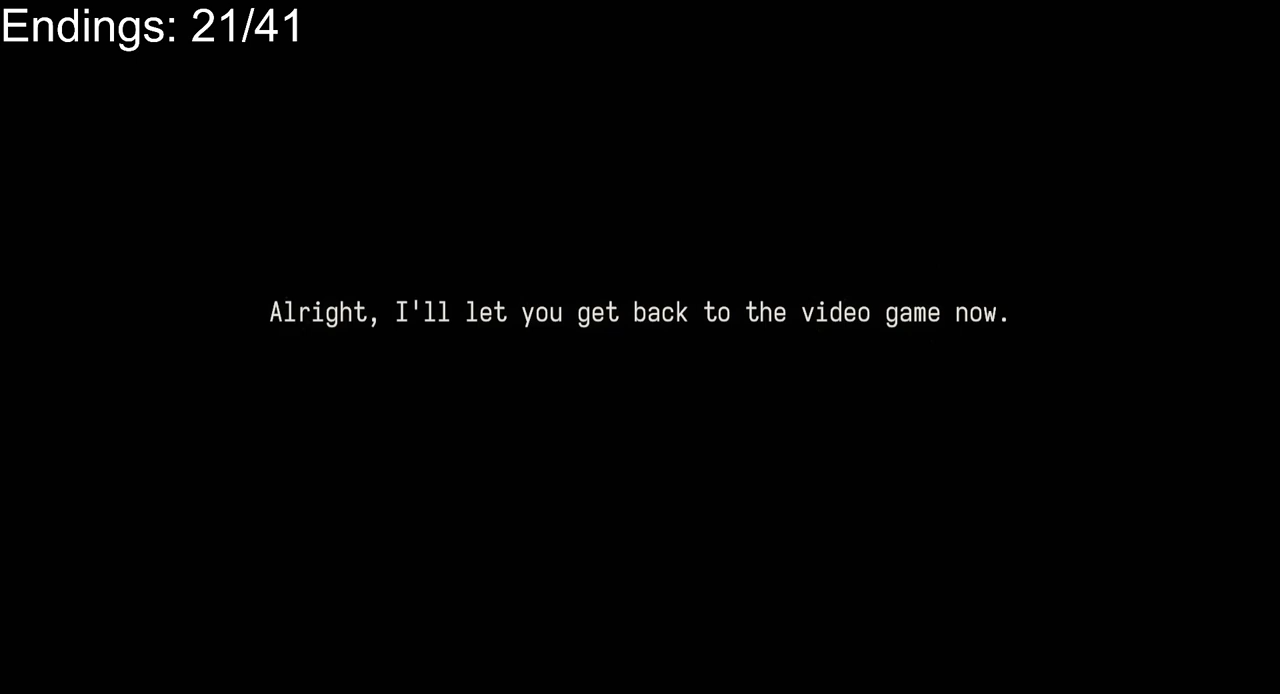 Endings: 21/41
Alright, I'll let you get back to the video game now.